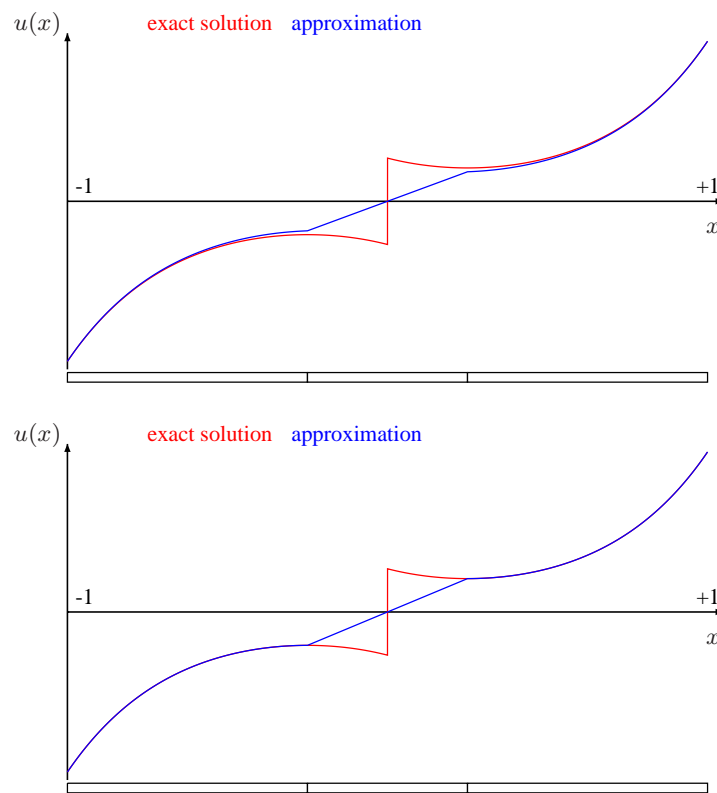 u(x) exact solution approximation
-1 +1
x
u(x) exact solution approximation
-1 +1
x